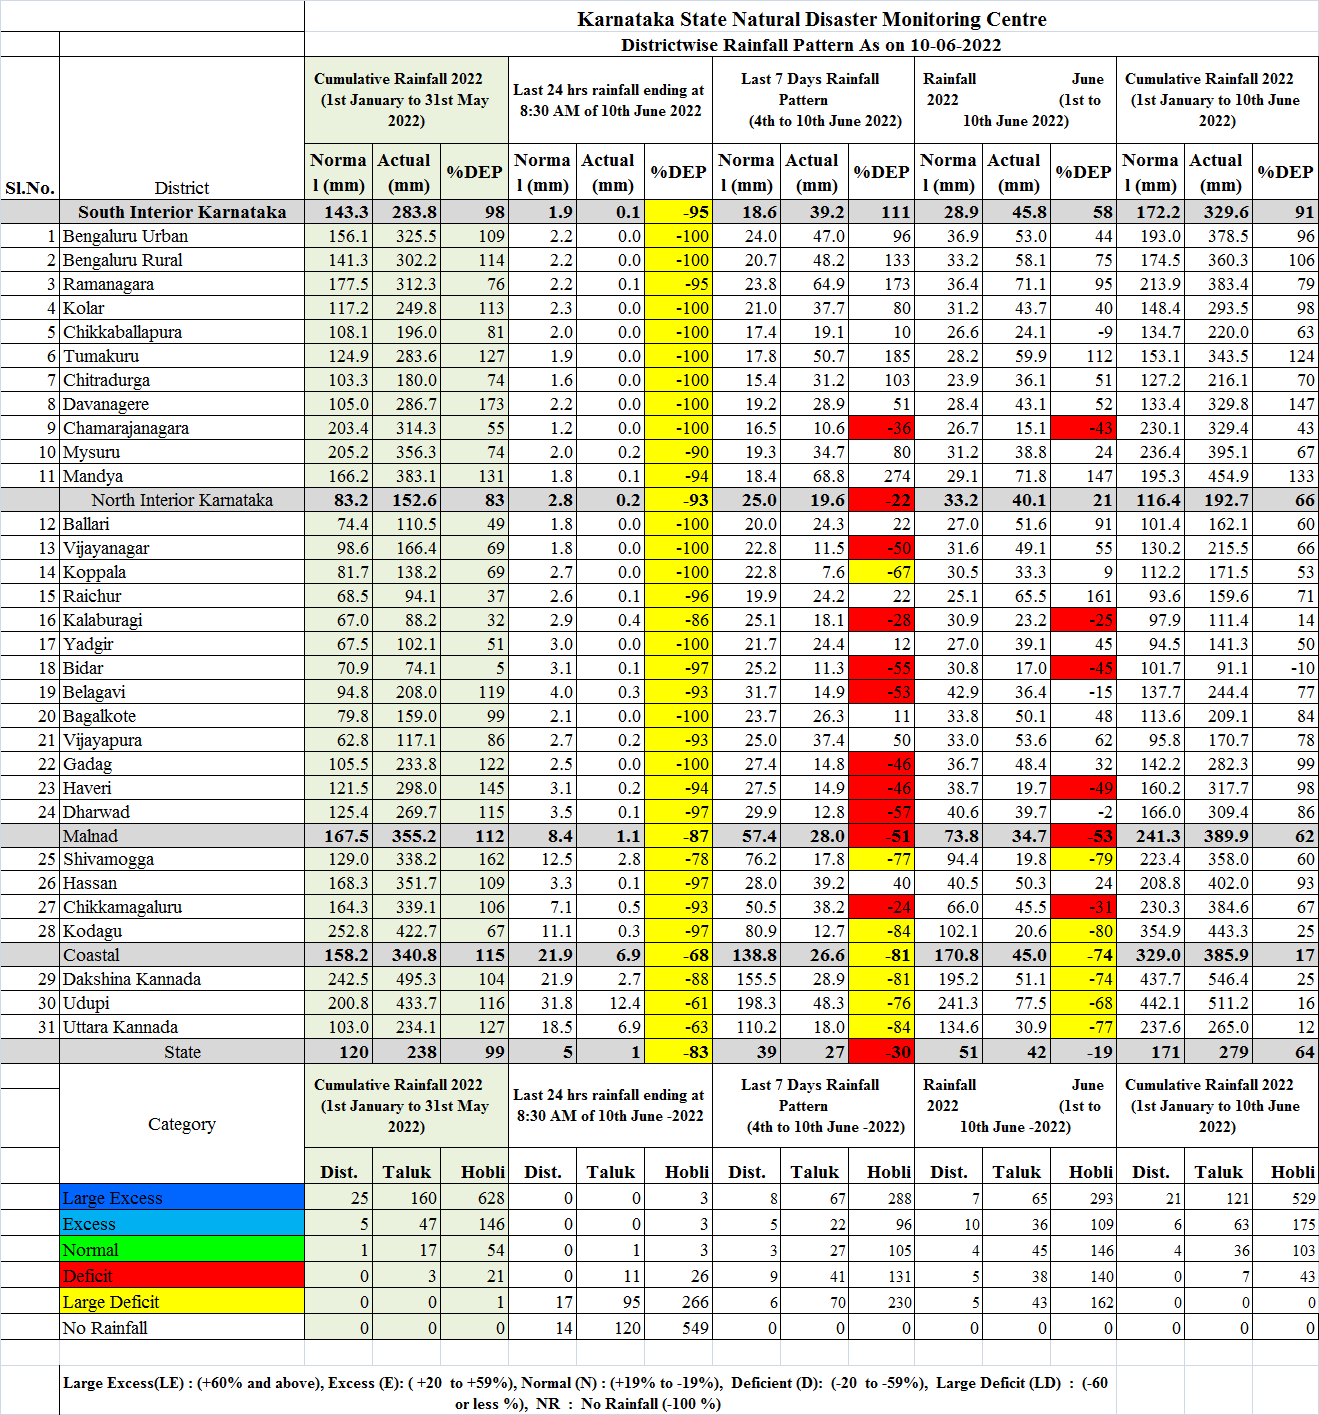 Karnataka State Natural Disaster Monitoring Centre
Districtwise Rainfall Pattern As on 10-06-2022
Sl.No. District Cumulative Rainfall 2022 (1st January to 31st May 2022) Last 24 hrs rainfall ending at 8:30 AM of 10th June 2022 Last 7 Days Rainfall Pattern (4th to 10th June 2022) Rainfall June 2022 (1st to 10th June 2022) Cumulative Rainfall 2022 (1st January to 10th June 2022)
Normal (mm) Actual (mm) %DEP Normal (mm) Actual (mm) %DEP Normal (mm) Actual (mm) %DEP Normal (mm) Actual (mm) %DEP Normal (mm) Actual (mm) %DEP
South Interior Karnataka 143.3 283.8 98 1.9 0.1 -95 18.6 39.2 111 28.9 45.8 58 172.2 329.6 91
1 Bengaluru Urban 156.1 325.5 109 2.2 0.0 -100 24.0 47.0 96 36.9 53.0 44 193.0 378.5 96
2 Bengaluru Rural 141.3 302.2 114 2.2 0.0 -100 20.7 48.2 133 33.2 58.1 75 174.5 360.3 106
3 Ramanagara 177.5 312.3 76 2.2 0.1 -95 23.8 64.9 173 36.4 71.1 95 213.9 383.4 79
4 Kolar 117.2 249.8 113 2.3 0.0 -100 21.0 37.7 80 31.2 43.7 40 148.4 293.5 98
5 Chikkaballapura 108.1 196.0 81 2.0 0.0 -100 17.4 19.1 10 26.6 24.1 -9 134.7 220.0 63
6 Tumakuru 124.9 283.6 127 1.9 0.0 -100 17.8 50.7 185 28.2 59.9 112 153.1 343.5 124
7 Chitradurga 103.3 180.0 74 1.6 0.0 -100 15.4 31.2 103 23.9 36.1 51 127.2 216.1 70
8 Davanagere 105.0 286.7 173 2.2 0.0 -100 19.2 28.9 51 28.4 43.1 52 133.4 329.8 147
9 Chamarajanagara 203.4 314.3 55 1.2 0.0 -100 16.5 10.6 -36 26.7 15.1 -43 230.1 329.4 43
10 Mysuru 205.2 356.3 74 2.0 0.2 -90 19.3 34.7 80 31.2 38.8 24 236.4 395.1 67
11 Mandya 166.2 383.1 131 1.8 0.1 -94 18.4 68.8 274 29.1 71.8 147 195.3 454.9 133
North Interior Karnataka 83.2 152.6 83 2.8 0.2 -93 25.0 19.6 -22 33.2 40.1 21 116.4 192.7 66
12 Ballari 74.4 110.5 49 1.8 0.0 -100 20.0 24.3 22 27.0 51.6 91 101.4 162.1 60
13 Vijayanagar 98.6 166.4 69 1.8 0.0 -100 22.8 11.5 -50 31.6 49.1 55 130.2 215.5 66
14 Koppala 81.7 138.2 69 2.7 0.0 -100 22.8 7.6 -67 30.5 33.3 9 112.2 171.5 53
15 Raichur 68.5 94.1 37 2.6 0.1 -96 19.9 24.2 22 25.1 65.5 161 93.6 159.6 71
16 Kalaburagi 67.0 88.2 32 2.9 0.4 -86 25.1 18.1 -28 30.9 23.2 -25 97.9 111.4 14
17 Yadgir 67.5 102.1 51 3.0 0.0 -100 21.7 24.4 12 27.0 39.1 45 94.5 141.3 50
18 Bidar 70.9 74.1 5 3.1 0.1 -97 25.2 11.3 -55 30.8 17.0 -45 101.7 91.1 -10
19 Belagavi 94.8 208.0 119 4.0 0.3 -93 31.7 14.9 -53 42.9 36.4 -15 137.7 244.4 77
20 Bagalkote 79.8 159.0 99 2.1 0.0 -100 23.7 26.3 11 33.8 50.1 48 113.6 209.1 84
21 Vijayapura 62.8 117.1 86 2.7 0.2 -93 25.0 37.4 50 33.0 53.6 62 95.8 170.7 78
22 Gadag 105.5 233.8 122 2.5 0.0 -100 27.4 14.8 -46 36.7 48.4 32 142.2 282.3 99
23 Haveri 121.5 298.0 145 3.1 0.2 -94 27.5 14.9 -46 38.7 19.7 -49 160.2 317.7 98
24 Dharwad 125.4 269.7 115 3.5 0.1 -97 29.9 12.8 -57 40.6 39.7 -2 166.0 309.4 86
Malnad 167.5 355.2 112 8.4 1.1 -87 57.4 28.0 -51 73.8 34.7 -53 241.3 389.9 62
25 Shivamogga 129.0 338.2 162 12.5 2.8 -78 76.2 17.8 -77 94.4 19.8 -79 223.4 358.0 60
26 Hassan 168.3 351.7 109 3.3 0.1 -97 28.0 39.2 40 40.5 50.3 24 208.8 402.0 93
27 Chikkamagaluru 164.3 339.1 106 7.1 0.5 -93 50.5 38.2 -24 66.0 45.5 -31 230.3 384.6 67
28 Kodagu 252.8 422.7 67 11.1 0.3 -97 80.9 12.7 -84 102.1 20.6 -80 354.9 443.3 25
Coastal 158.2 340.8 115 21.9 6.9 -68 138.8 26.6 -81 170.8 45.0 -74 329.0 385.9 17
29 Dakshina Kannada 242.5 495.3 104 21.9 2.7 -88 155.5 28.9 -81 195.2 51.1 -74 437.7 546.4 25
30 Udupi 200.8 433.7 116 31.8 12.4 -61 198.3 48.3 -76 241.3 77.5 -68 442.1 511.2 16
31 Uttara Kannada 103.0 234.1 127 18.5 6.9 -63 110.2 18.0 -84 134.6 30.9 -77 237.6 265.0 12
State 120 238 99 5 1 -83 39 27 -30 51 42 -19 171 279 64
Category Cumulative Rainfall 2022 (1st January to 31st May 2022) Last 24 hrs rainfall ending at 8:30 AM of 10th June -2022 Last 7 Days Rainfall Pattern (4th to 10th June -2022) Rainfall June 2022 (1st to 10th June -2022) Cumulative Rainfall 2022 (1st January to 10th June 2022)
Dist. Taluk Hobli Dist. Taluk Hobli Dist. Taluk Hobli Dist. Taluk Hobli Dist. Taluk Hobli
Large Excess 25 160 628 0 0 3 8 67 288 7 65 293 21 121 529
Excess 5 47 146 0 0 3 5 22 96 10 36 109 6 63 175
Normal 1 17 54 0 1 3 3 27 105 4 45 146 4 36 103
Deficit 0 3 21 0 11 26 9 41 131 5 38 140 0 7 43
Large Deficit 0 0 1 17 95 266 6 70 230 5 43 162 0 0 0
No Rainfall 0 0 0 14 120 549 0 0 0 0 0 0 0 0 0
Large Excess(LE) : (+60% and above), Excess (E): ( +20 to +59%), Normal (N) : (+19% to -19%), Deficient (D): (-20 to -59%), Large Deficit (LD) : (-60
or less %), NR : No Rainfall (-100 %)